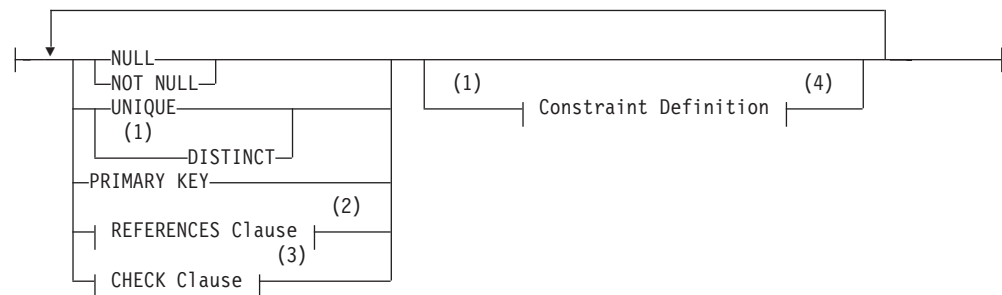 NULL
NOT NULL
(1) (4)
UNIQUE Constraint Definition
(1)
DISTINCT
PRIMARY KEY
(2)
REFERENCES Clause
(3)
CHECK Clause